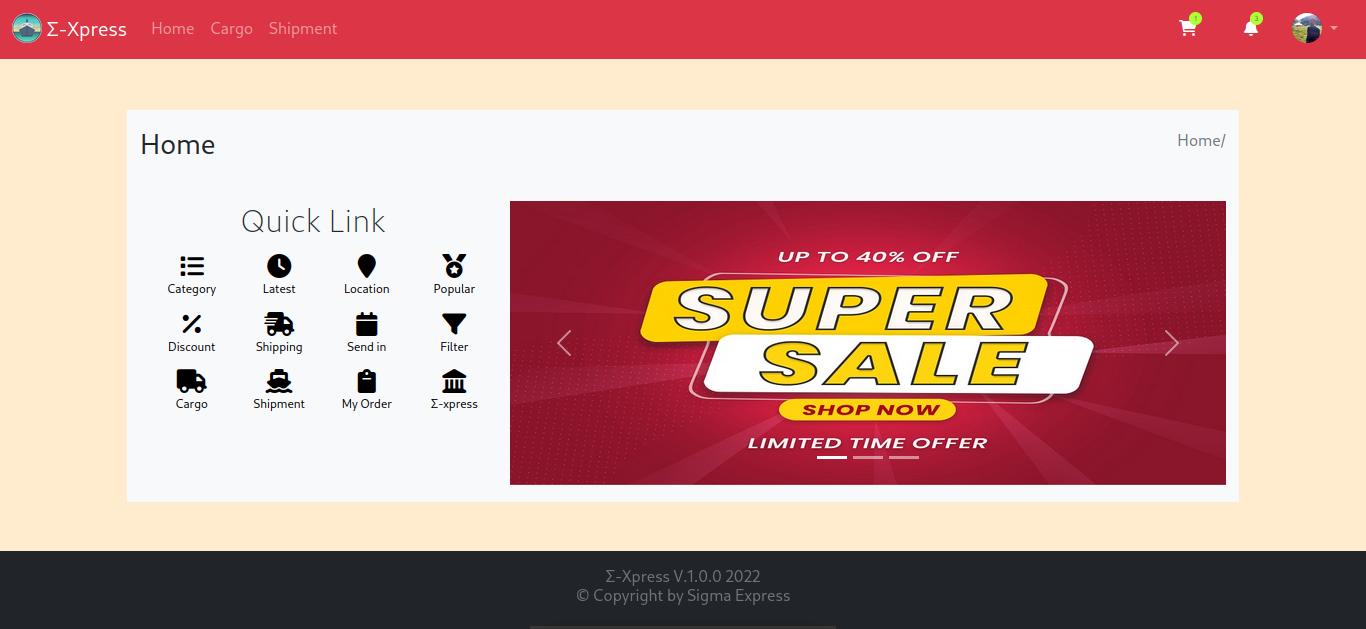 Σ-Xpress Home Cargo Shipment 1 3
Home
Home/
Quick Link
Category Latest Location Popular
Discount Shipping Send in Filter
Cargo Shipment My Order Σ-xpress
UP TO 40% OFF
SUPER
SALE
SHOP NOW
LIMITED TIME OFFER
Σ-Xpress V.1.0.0 2022
© Copyright by Sigma Express